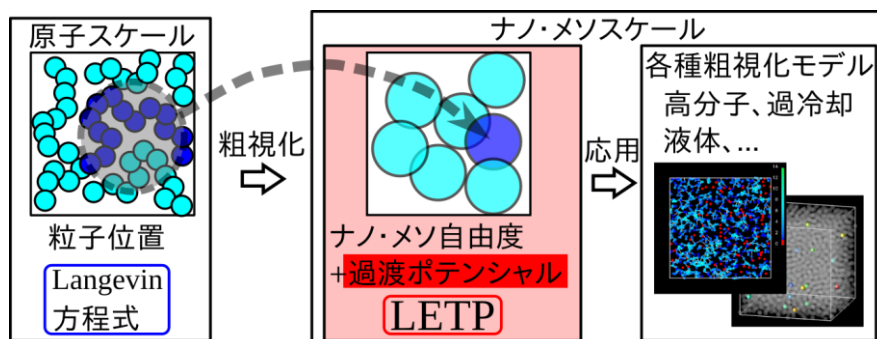 原子スケール
粒子位置
Langevin
方程式
粗視化
ナノ・メソスケール
ナノ・メソ自由度
+過渡ポテンシャル
LETP
応用
各種粗視化モデル
高分子、過冷却
液体、...